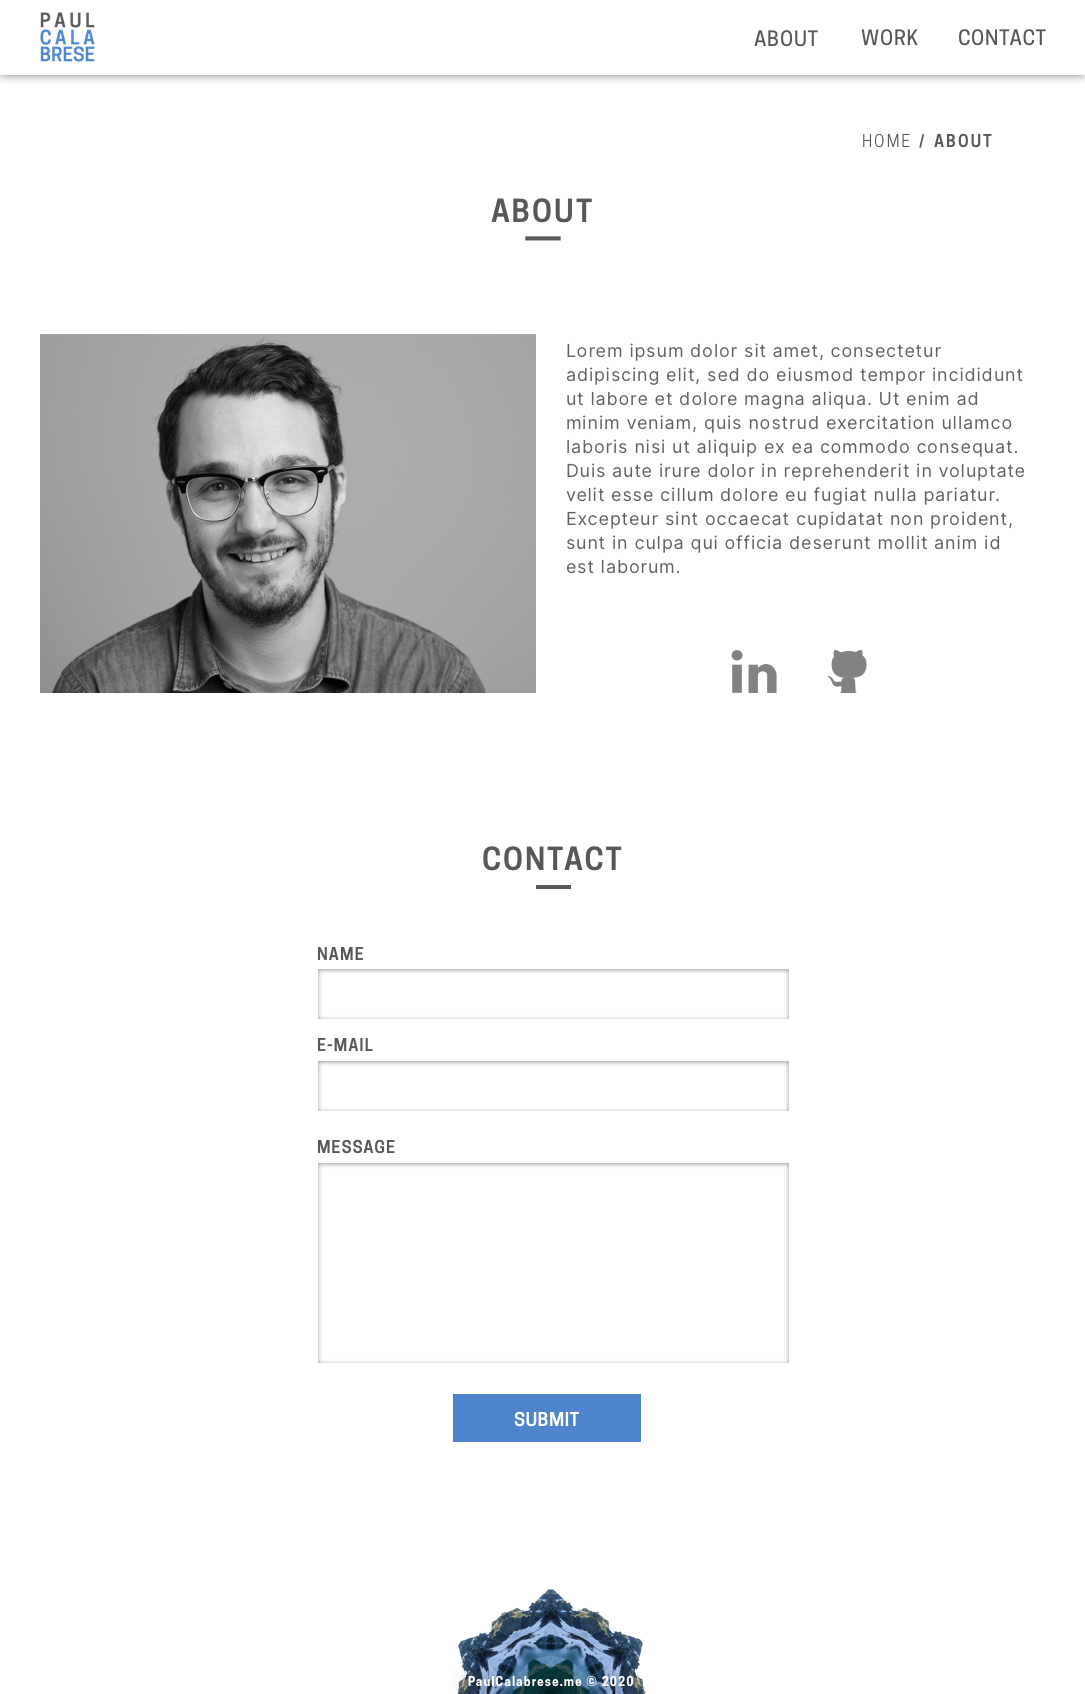 PAUL
CALA
BRESE
ABOUT WORK CONTACT
HOME / ABOUT
ABOUT
Lorem ipsum dolor sit amet, consectetur
adipiscing elit, sed do eiusmod tempor incididunt
ut labore et dolore magna aliqua. Ut enim ad
minim veniam, quis nostrud exercitation ullamco
laboris nisi ut aliquip ex ea commodo consequat.
Duis aute irure dolor in reprehenderit in voluptate
velit esse cillum dolore eu fugiat nulla pariatur.
Excepteur sint occaecat cupidatat non proident,
sunt in culpa qui officia deserunt mollit anim id
est laborum.
in
CONTACT
NAME
E-MAIL
MESSAGE
SUBMIT
PaulCalabrese.me © 2020